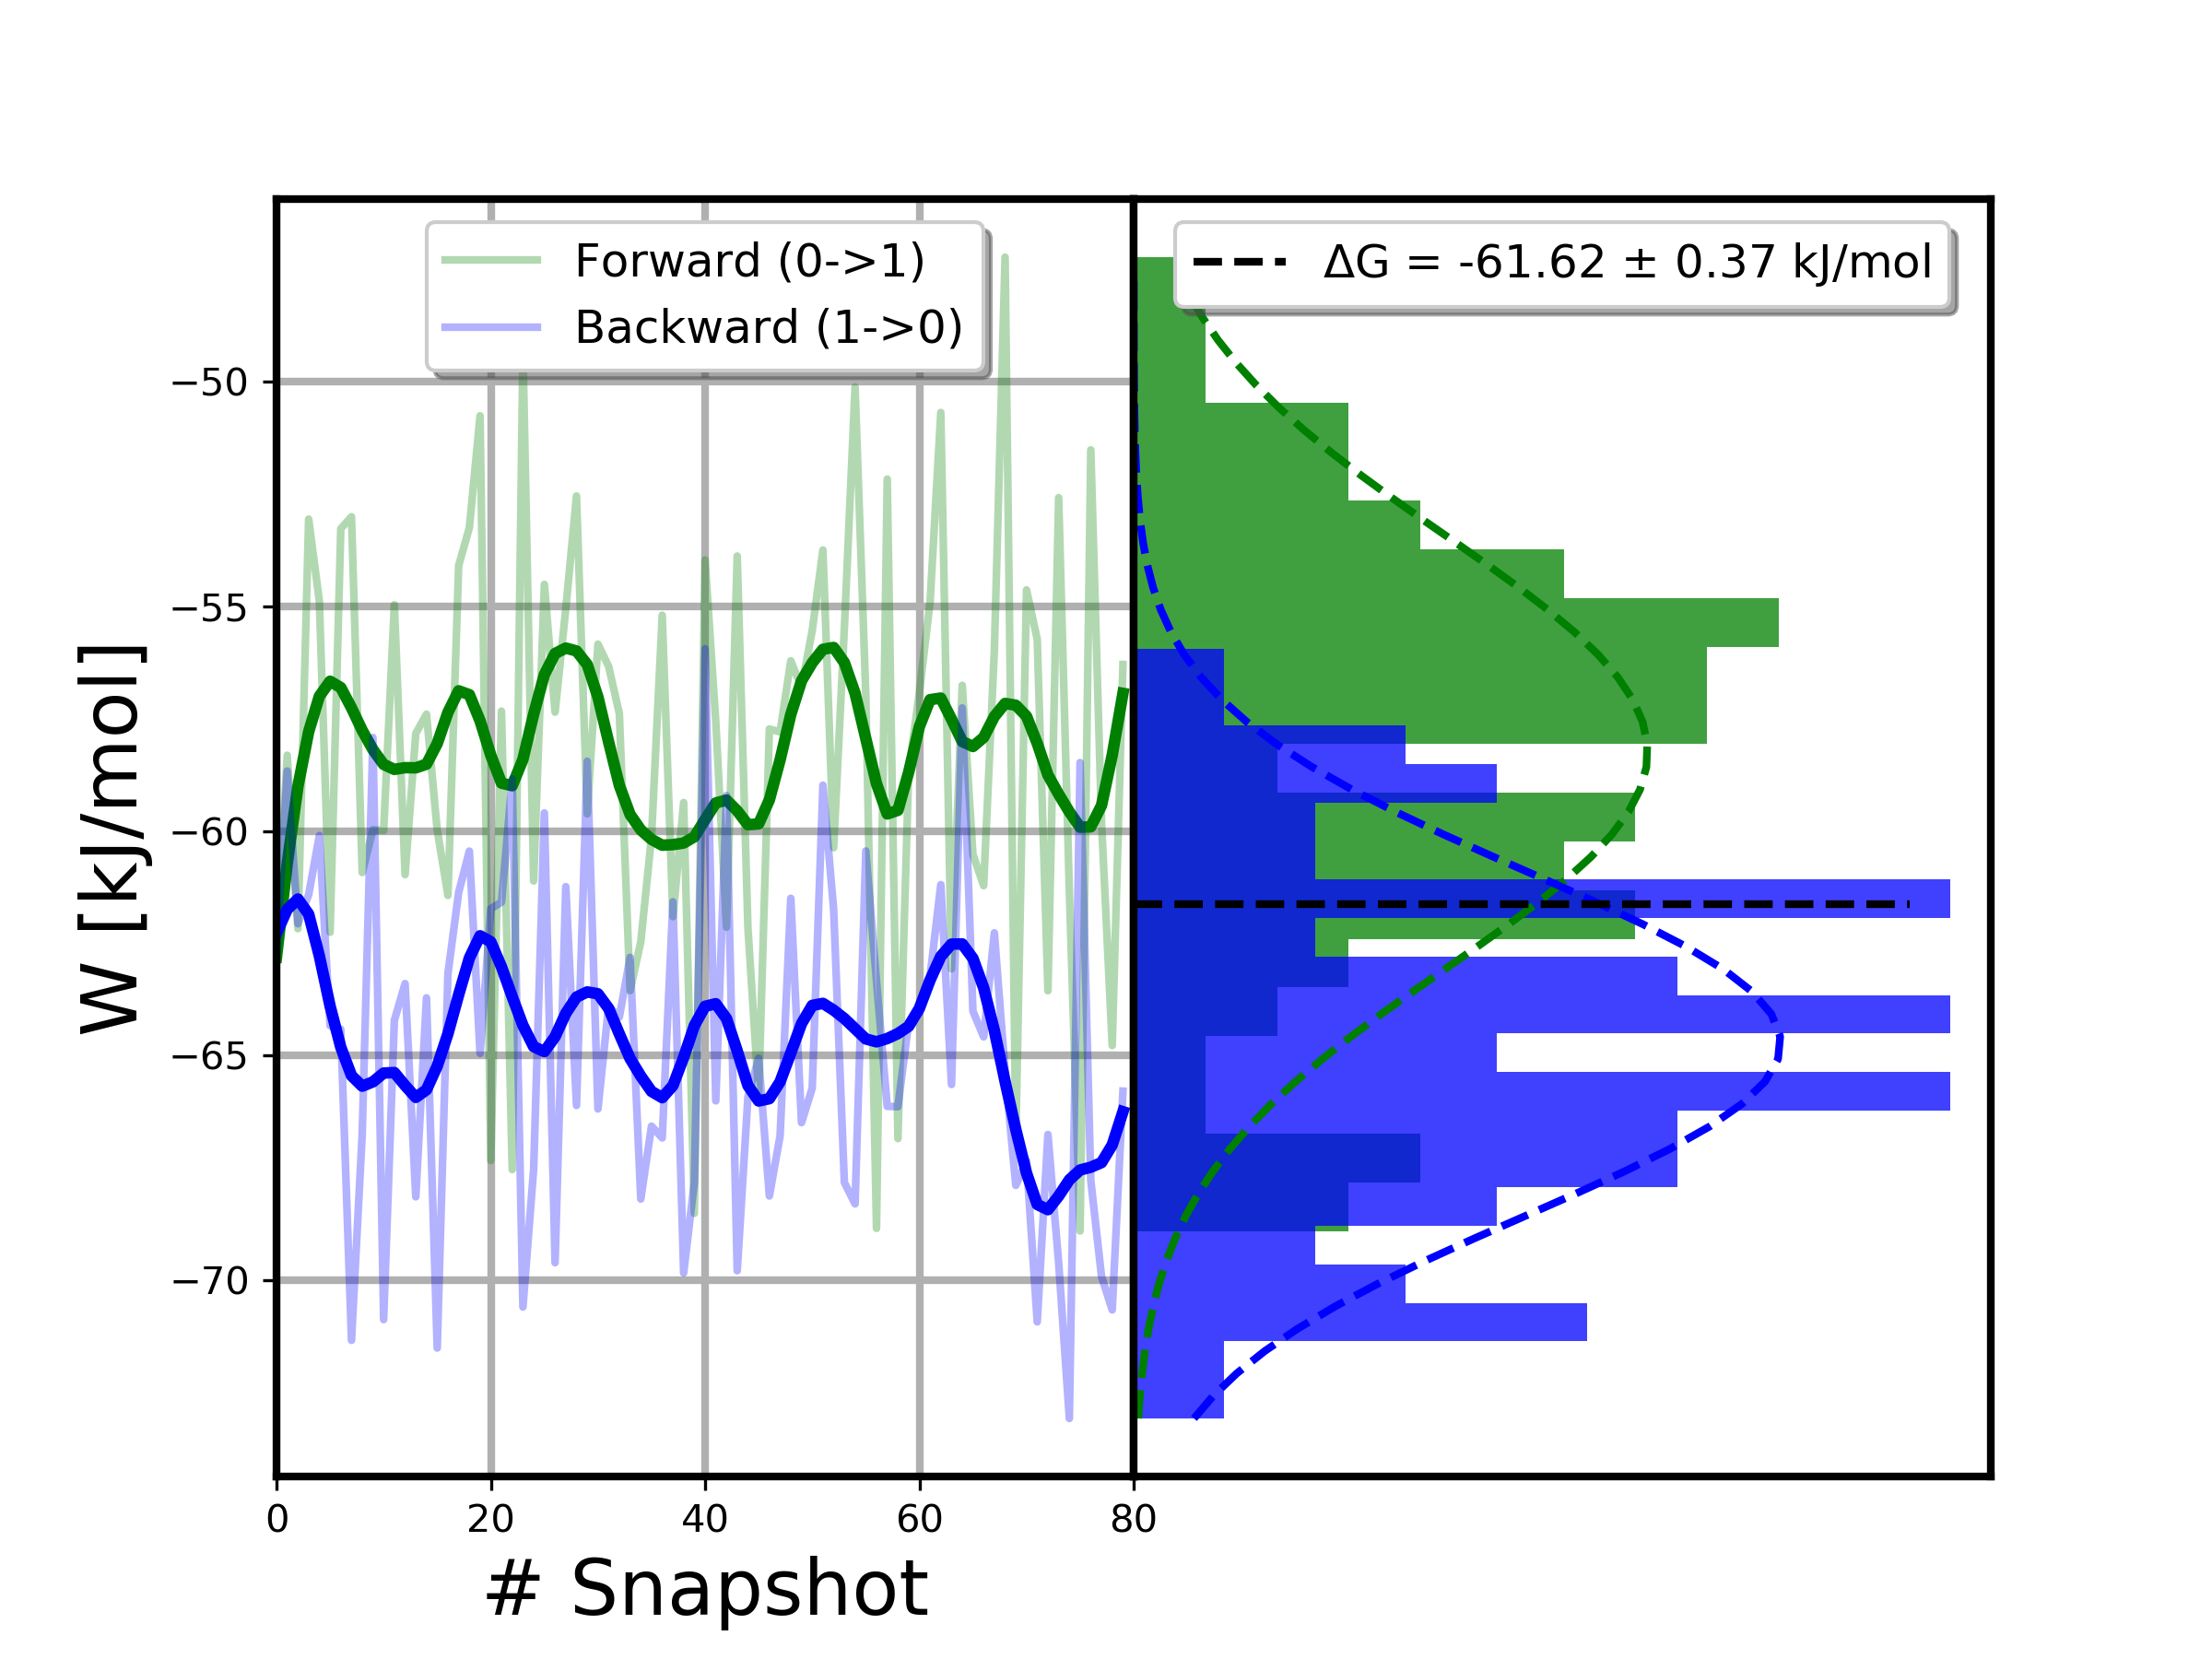 Forward (0->1)
Backward (1->0)
ΔG = -61.62 ± 0.37 kJ/mol
W [kJ/mol]
−50
−55
−60
−65
−70
0 20 40 60 80
# Snapshot